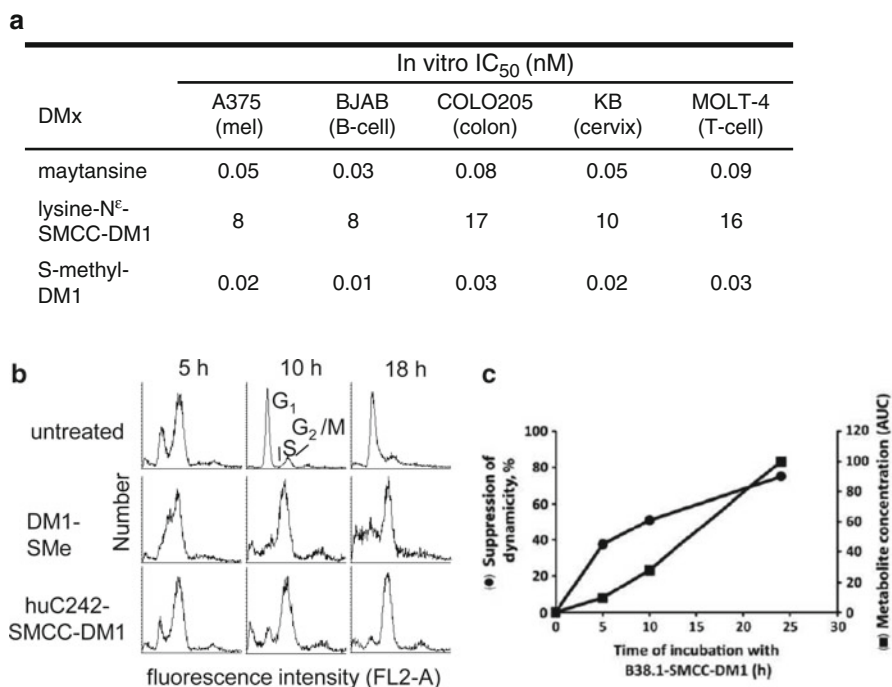 a
In vitro IC50 (nM)
DMx
A375 (mel)
BJAB (B-cell)
COLO205 (colon)
KB (cervix)
MOLT-4 (T-cell)
maytansine 0.05 0.03 0.08 0.05 0.09
lysine-Nε-SMCC-DM1 8 8 17 10 16
S-methyl-DM1 0.02 0.01 0.03 0.02 0.03
b
5 h 10 h 18 h
untreated
G1
S
G2/M
DM1-SMe
huC242-SMCC-DM1
Number
fluorescence intensity (FL2-A)
c
(●) Suppression of dynamicity, %
100
80
60
40
20
0
0 5 10 15 20 25 30
Time of incubation with
B38.1-SMCC-DM1 (h)
120
100
80
60
40
20
0
(■) Metabolite concentration (AUC)